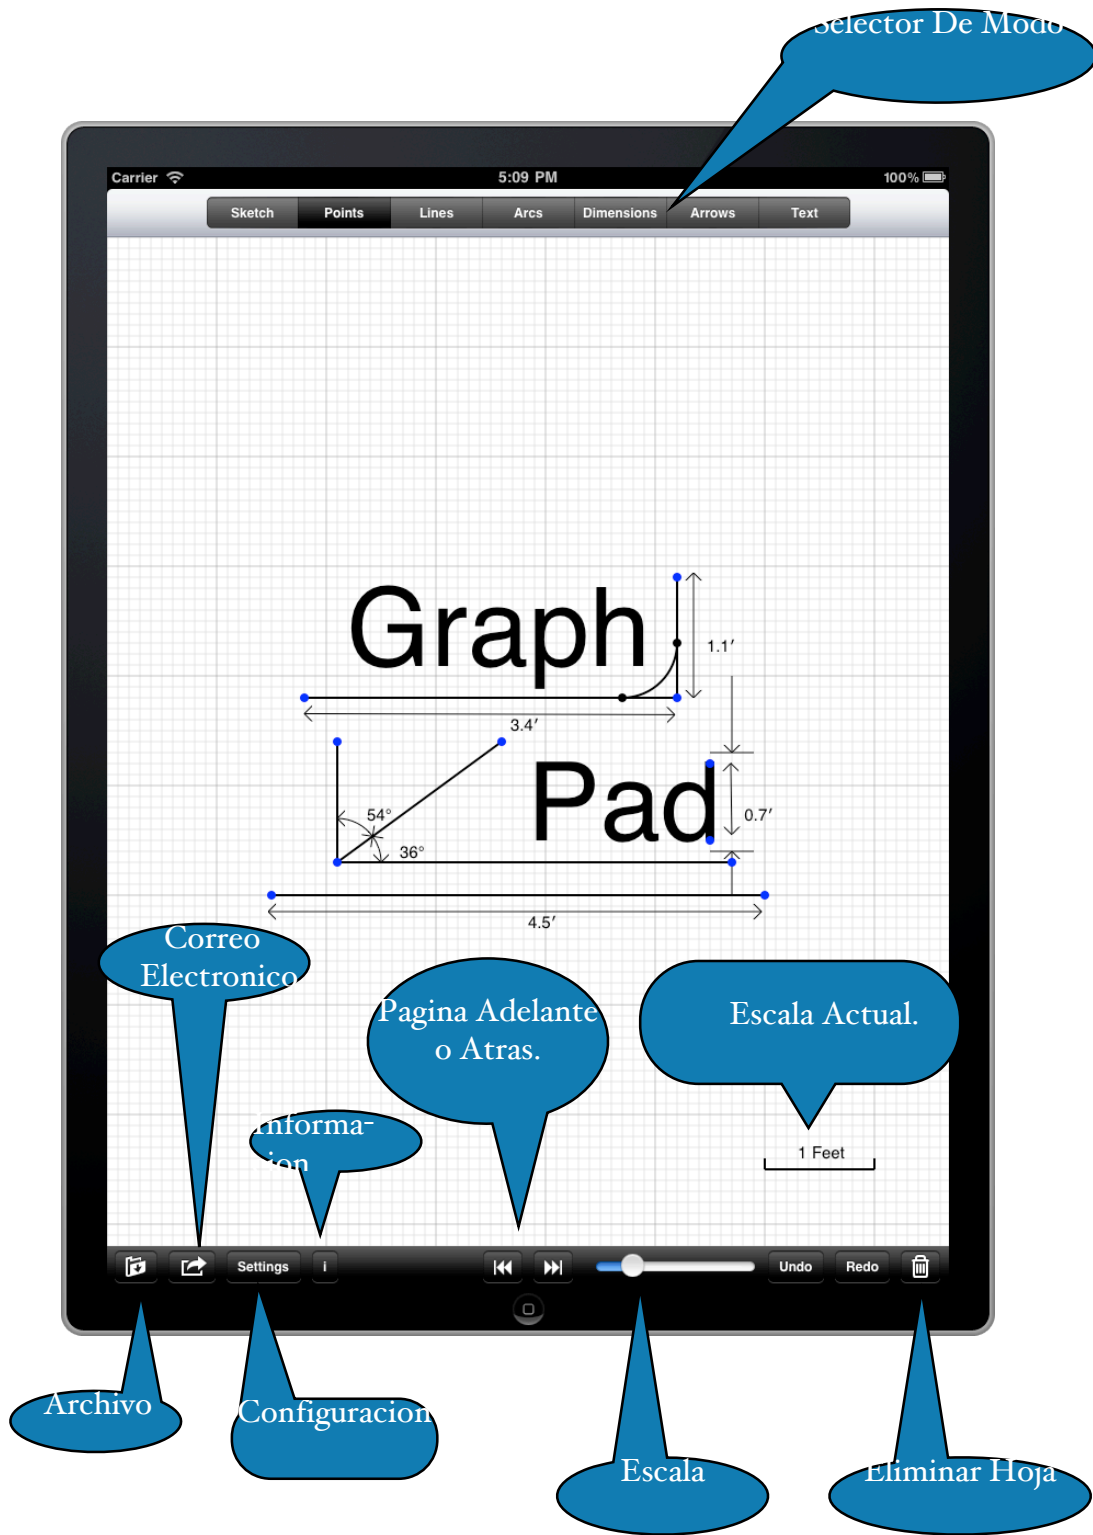 Selector De Modo
Carrier 5:09 PM 100%
Sketch Points Lines Arcs Dimensions Arrows Text
Graph
1.1′
3.4′
Pad
54°
0.7′
36°
4.5′
Correo
Electronico
Pagina Adelante
o Atras.
Escala Actual.
Informa-
cion
1 Feet
Settings i Undo Redo
Archivo
Configuracion
Escala
Eliminar Hoja